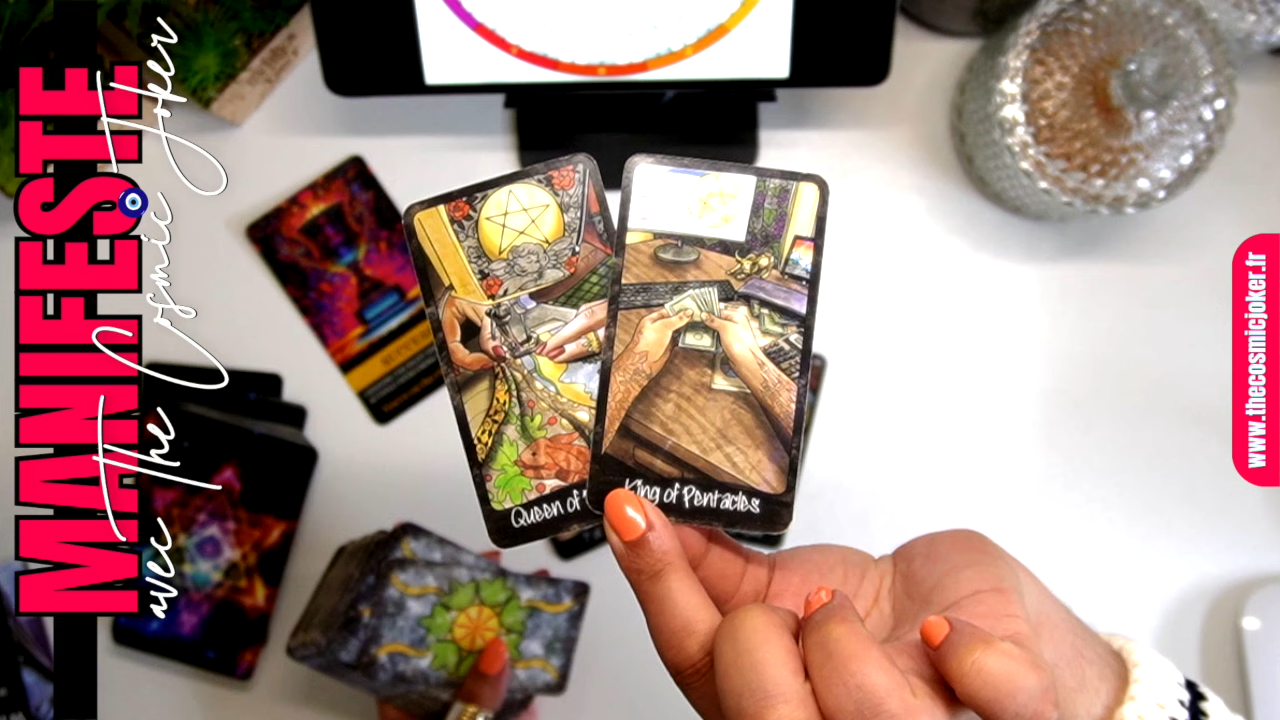 MANIFESTE
avec The Cosmic Joker
Queen of
King of Pentacles
www.thecosmicjoker.fr